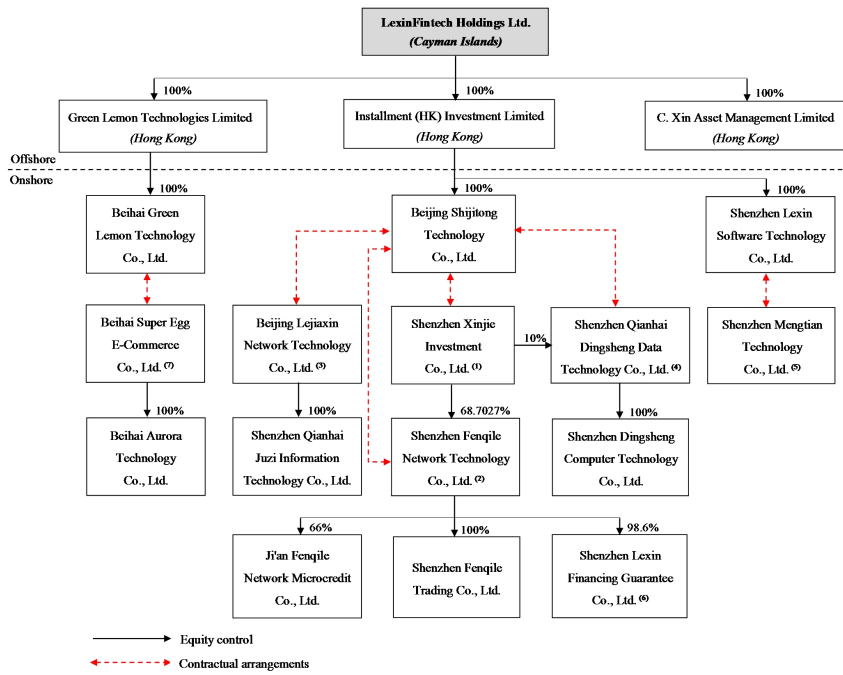 LexinFintech Holdings Ltd.
(Cayman Islands)
100%
100%
100%
Green Lemon Technologies Limited
(Hong Kong)
Installment (HK) Investment Limited
(Hong Kong)
C. Xin Asset Management Limited
(Hong Kong)
Offshore
Onshore
100%
100%
100%
Beihai Green
Lemon Technology
Co., Ltd.
Beijing Shijitong
Technology
Co., Ltd.
Shenzhen Lexin
Software Technology
Co., Ltd.
Beihai Super Egg
E-Commerce
Co., Ltd. (7)
Beijing Lejiaxin
Network Technology
Co., Ltd. (3)
Shenzhen Xinjie
Investment
Co., Ltd. (1)
10%
Shenzhen Qianhai
Dingsheng Data
Technology Co., Ltd. (4)
Shenzhen Mengtian
Technology
Co., Ltd. (5)
100%
100%
68.7027%
100%
Beihai Aurora
Technology
Co., Ltd.
Shenzhen Qianhai
Juzi Information
Technology Co., Ltd.
Shenzhen Fenqile
Network Technology
Co., Ltd. (2)
Shenzhen Dingsheng
Computer Technology
Co., Ltd.
66%
100%
98.6%
Ji'an Fenqile
Network Microcredit
Co., Ltd.
Shenzhen Fenqile
Trading Co., Ltd.
Shenzhen Lexin
Financing Guarantee
Co., Ltd. (6)
Equity control
Contractual arrangements